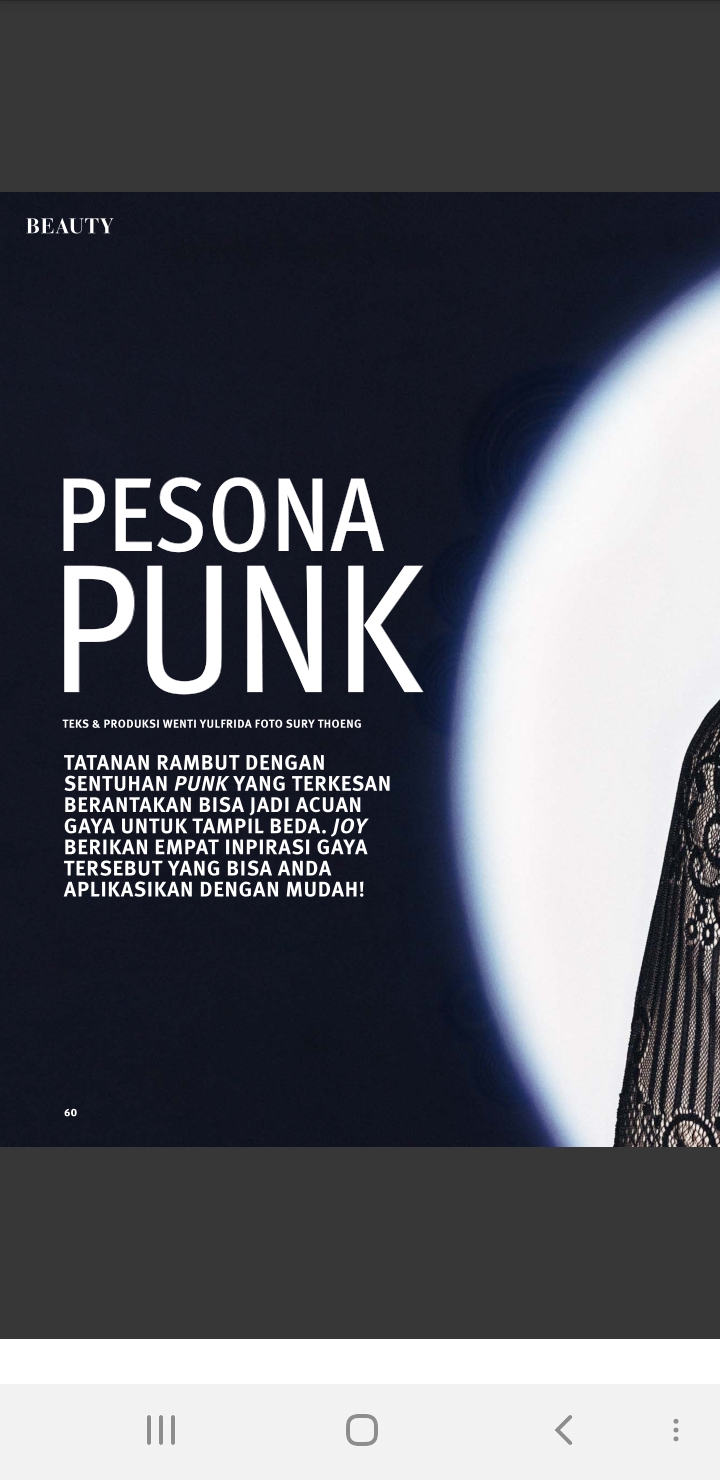 BEAUTY
PESONA
PUNK
TEKS & PRODUKSI WENTI YULFRIDA FOTO SURY THOENG
TATANAN RAMBUT DENGAN
SENTUHAN PUNK YANG TERKESAN
BERANTAKAN BISA JADI ACUAN
GAYA UNTUK TAMPIL BEDA. JOY
BERIKAN EMPAT INPIRASI GAYA
TERSEBUT YANG BISA ANDA
APLIKASIKAN DENGAN MUDAH!
60